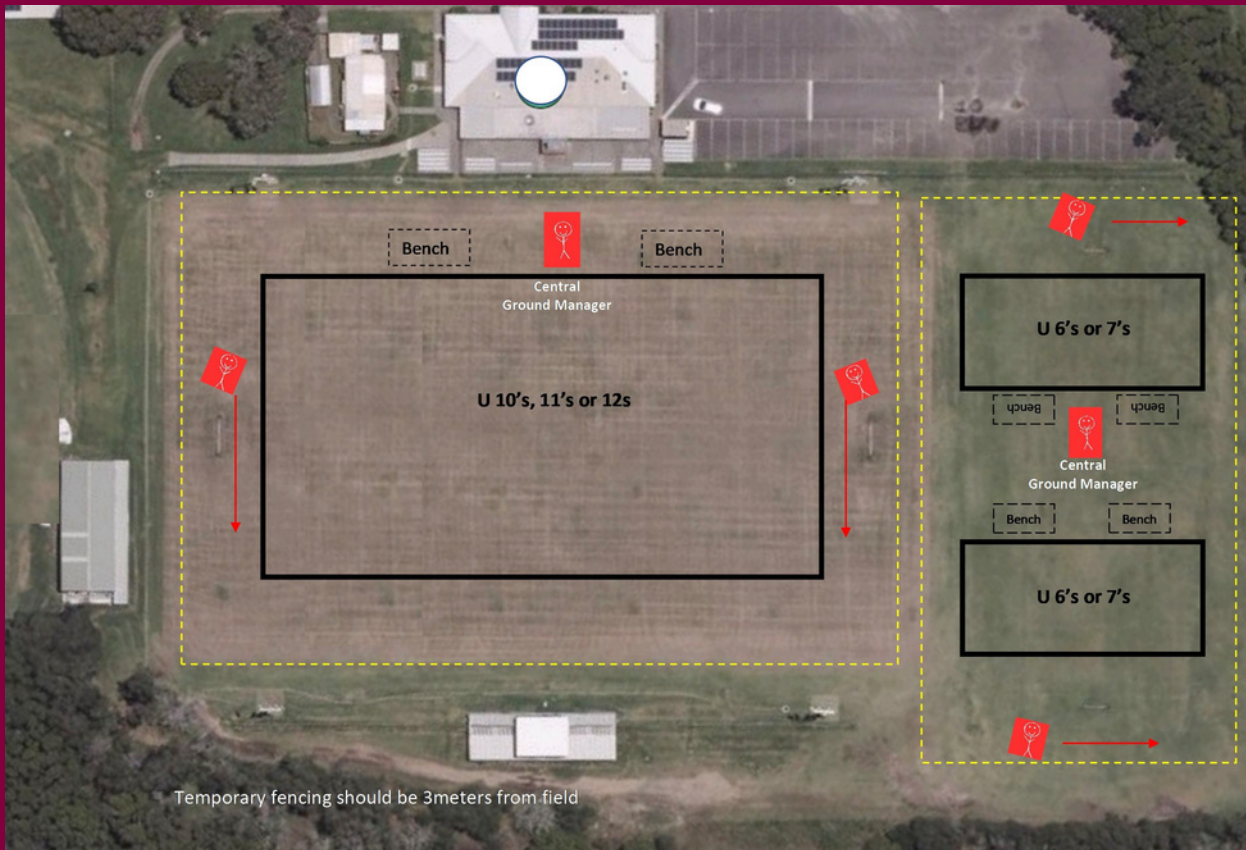 Bench
Bench
Central
Ground Manager
U 10's, 11's or 12s
U 6's or 7's
Bench
Bench
Central
Ground Manager
Bench
Bench
U 6's or 7's
Temporary fencing should be 3meters from field